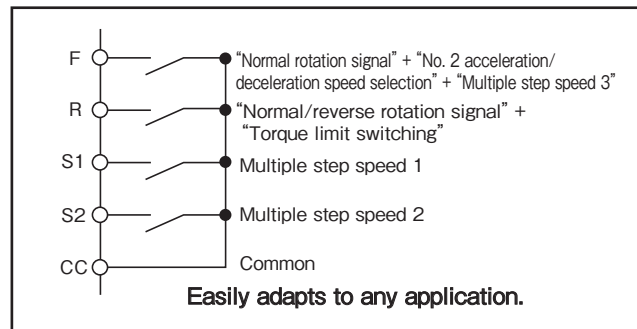 F “Normal rotation signal” + “No. 2 acceleration/
deceleration speed selection” + “Multiple step speed 3”
R “Normal/reverse rotation signal” +
“Torque limit switching”
S1 Multiple step speed 1
S2 Multiple step speed 2
CC Common
Easily adapts to any application.